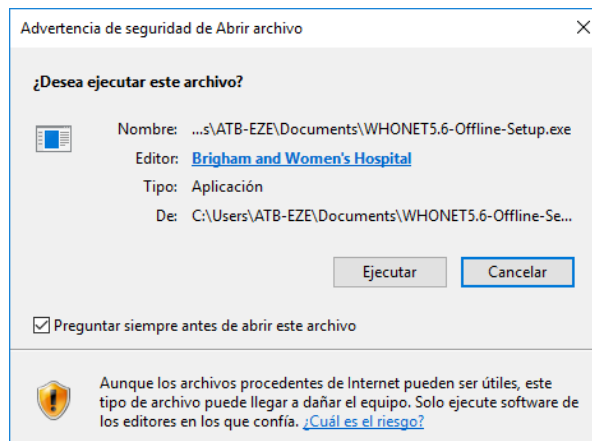 Advertencia de seguridad de Abrir archivo
¿Desea ejecutar este archivo?
Nombre: ...s\ATB-EZE\Documents\WHONET5.6-Offline-Setup.exe
Editor: Brigham and Women's Hospital
Tipo: Aplicación
De: C:\Users\ATB-EZE\Documents\WHONET5.6-Offline-Se...
Ejecutar Cancelar
Preguntar siempre antes de abrir este archivo
Aunque los archivos procedentes de Internet pueden ser útiles, este
tipo de archivo puede llegar a dañar el equipo. Solo ejecute software de
los editores en los que confía. ¿Cuál es el riesgo?